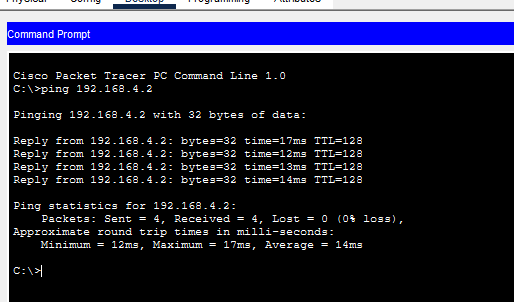 Physical Config Desktop Programming Attributes
Command Prompt
Cisco Packet Tracer PC Command Line 1.0
C:\>ping 192.168.4.2
Pinging 192.168.4.2 with 32 bytes of data:
Reply from 192.168.4.2: bytes=32 time=17ms TTL=128
Reply from 192.168.4.2: bytes=32 time=12ms TTL=128
Reply from 192.168.4.2: bytes=32 time=13ms TTL=128
Reply from 192.168.4.2: bytes=32 time=14ms TTL=128
Ping statistics for 192.168.4.2:
Packets: Sent = 4, Received = 4, Lost = 0 (0% loss),
Approximate round trip times in milli-seconds:
Minimum = 12ms, Maximum = 17ms, Average = 14ms
C:\>